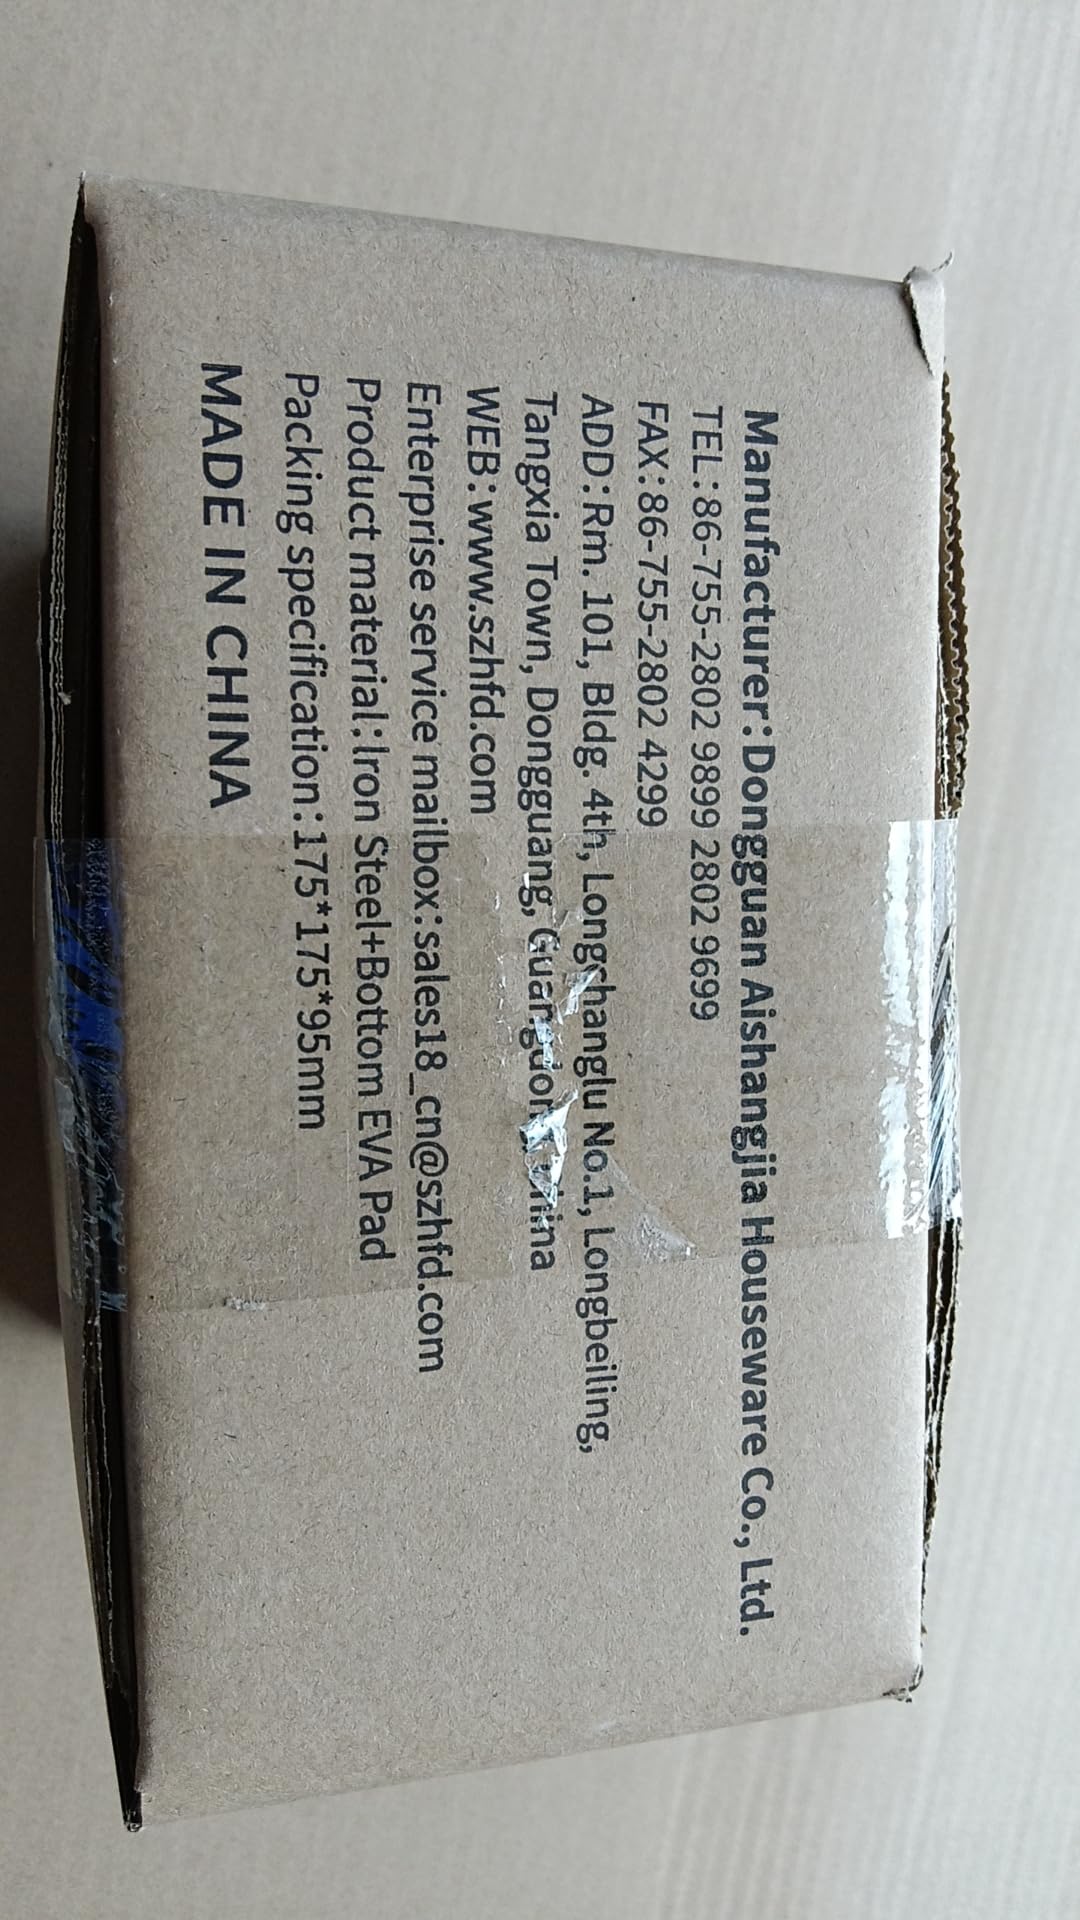 Manufacturer:Dongguan Aishangjia Houseware Co., Ltd.
TEL:86-755-2802 9899 2802 9699
FAX:86-755-2802 4299
ADD:Rm. 101, Bldg. 4th, Longchanglu No.1, Longbeiling,
Tangxia Town, Dongguang, Guangdong China
WEB:www.szhfd.com
Enterprise service mailbox:sales18_cn@szhfd.com
Product material:Iron Steel+Bottom EVA Pad
Packing specification:175*175*95mm
MADE IN CHINA